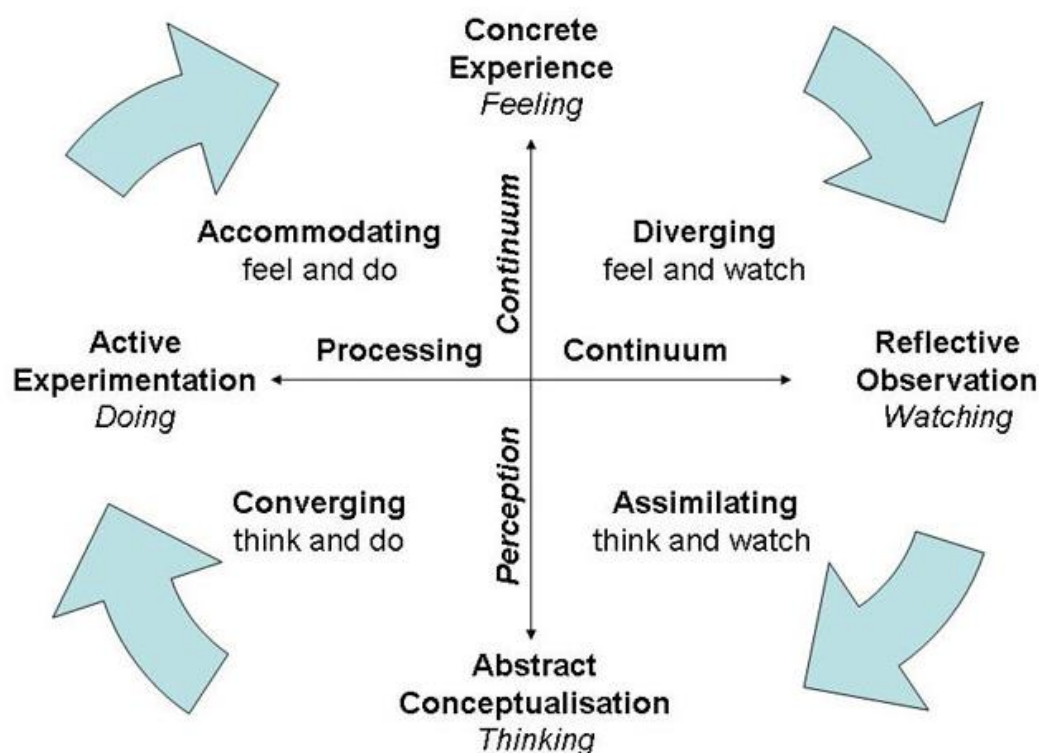 Concrete
Experience
Feeling
Accommodating
feel and do
Diverging
feel and watch
Continuum
Active
Experimentation
Doing
Processing
Continuum
Reflective
Observation
Watching
Perception
Converging
think and do
Assimilating
think and watch
Abstract
Conceptualisation
Thinking